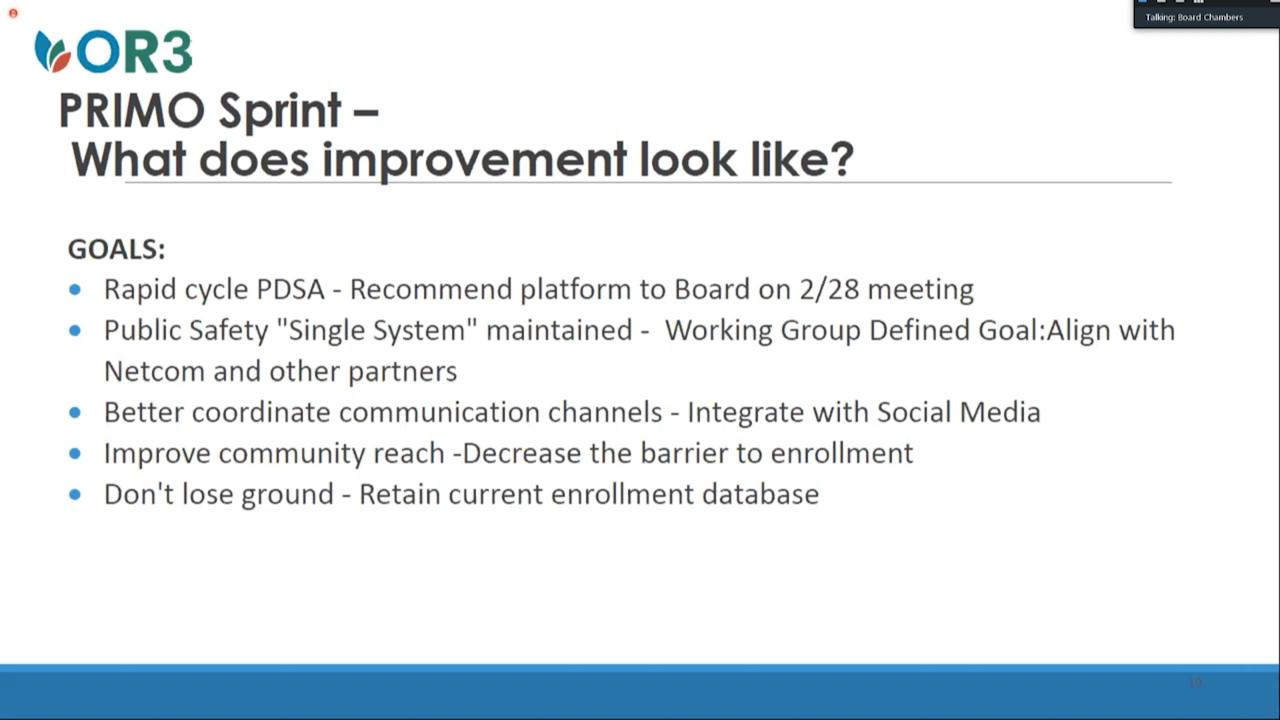 Talking: Board Chambers
OR3
PRIMO Sprint –
What does improvement look like?
GOALS:
• Rapid cycle PDSA - Recommend platform to Board on 2/28 meeting
• Public Safety "Single System" maintained -  Working Group Defined Goal:Align with
Netcom and other partners
• Better coordinate communication channels - Integrate with Social Media
• Improve community reach -Decrease the barrier to enrollment
• Don't lose ground - Retain current enrollment database